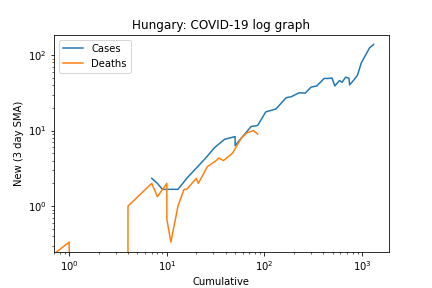 Hungary: COVID-19 log graph
Cases
Deaths
New (3 day SMA)
10²
10¹
10⁰
10⁰ 10¹ 10² 10³
Cumulative